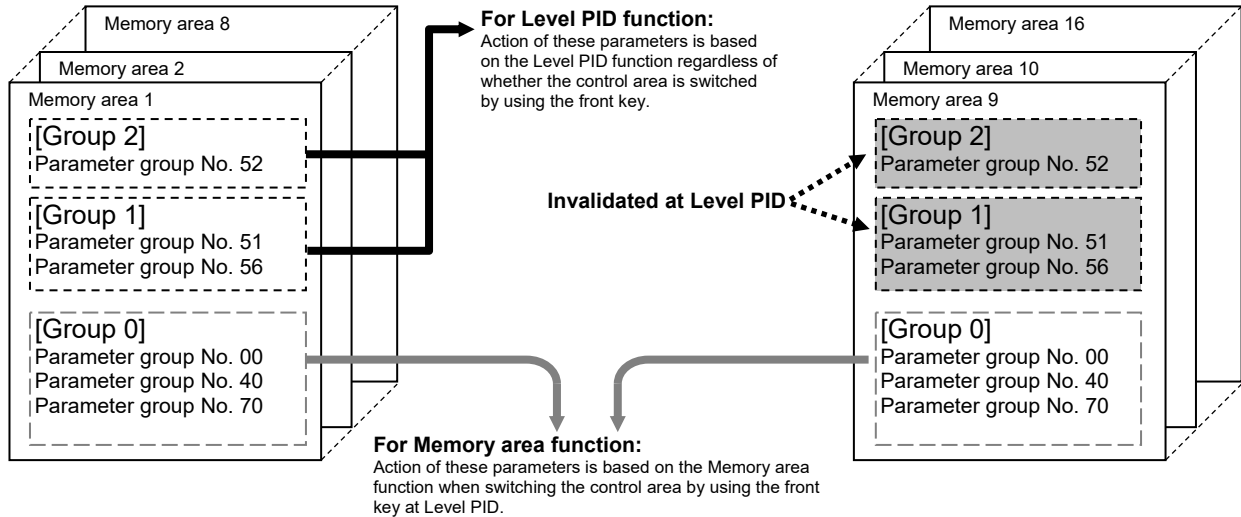 Memory area 8
Memory area 2
Memory area 1
[Group 2]
Parameter group No. 52
[Group 1]
Parameter group No. 51
Parameter group No. 56
[Group 0]
Parameter group No. 00
Parameter group No. 40
Parameter group No. 70
For Level PID function:
Action of these parameters is based
on the Level PID function regardless of
whether the control area is switched
by using the front key.
Invalidated at Level PID
For Memory area function:
Action of these parameters is based on the Memory area
function when switching the control area by using the front
key at Level PID.
Memory area 16
Memory area 10
Memory area 9
[Group 2]
Parameter group No. 52
[Group 1]
Parameter group No. 51
Parameter group No. 56
[Group 0]
Parameter group No. 00
Parameter group No. 40
Parameter group No. 70